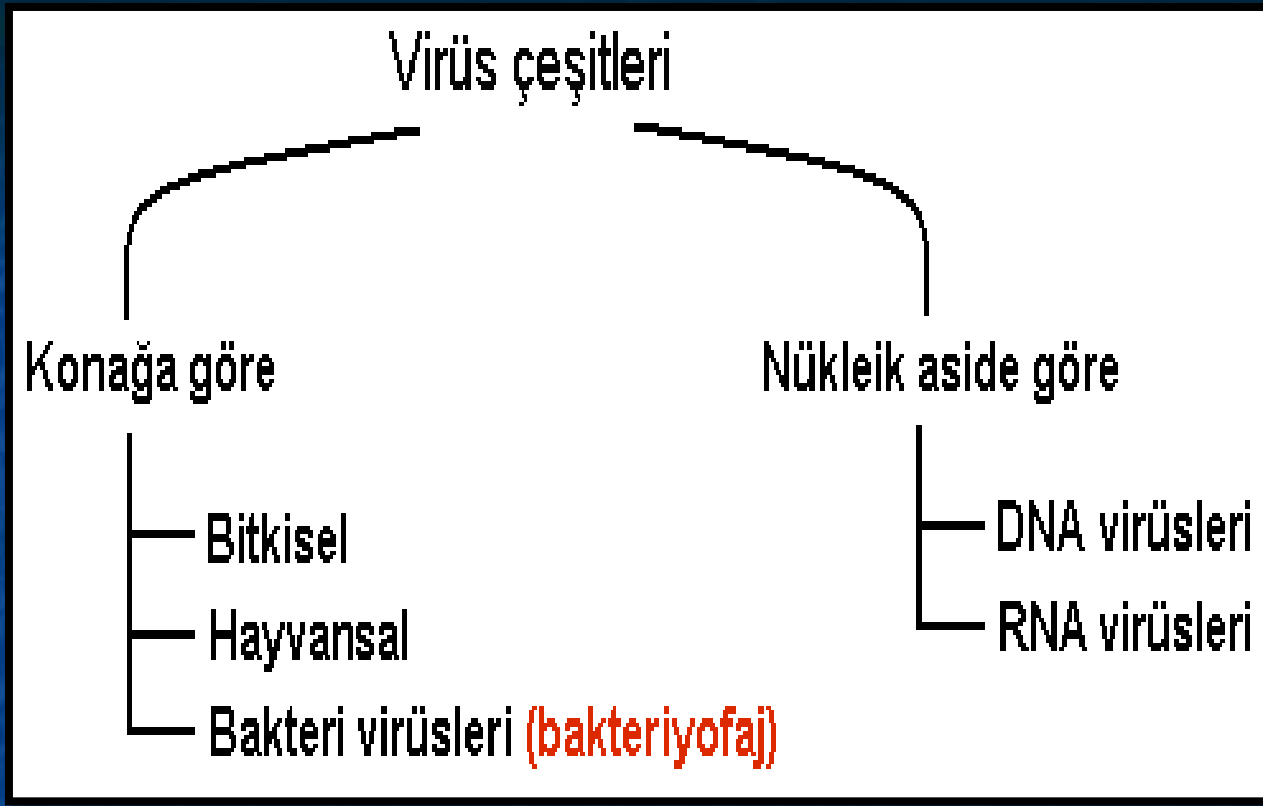 Virüs çeşitleri
Konağa göre
Bitkisel
Hayvansal
Bakteri virüsleri (bakteriyofaj)
Nükleik aside göre
DNA virüsleri
RNA virüsleri